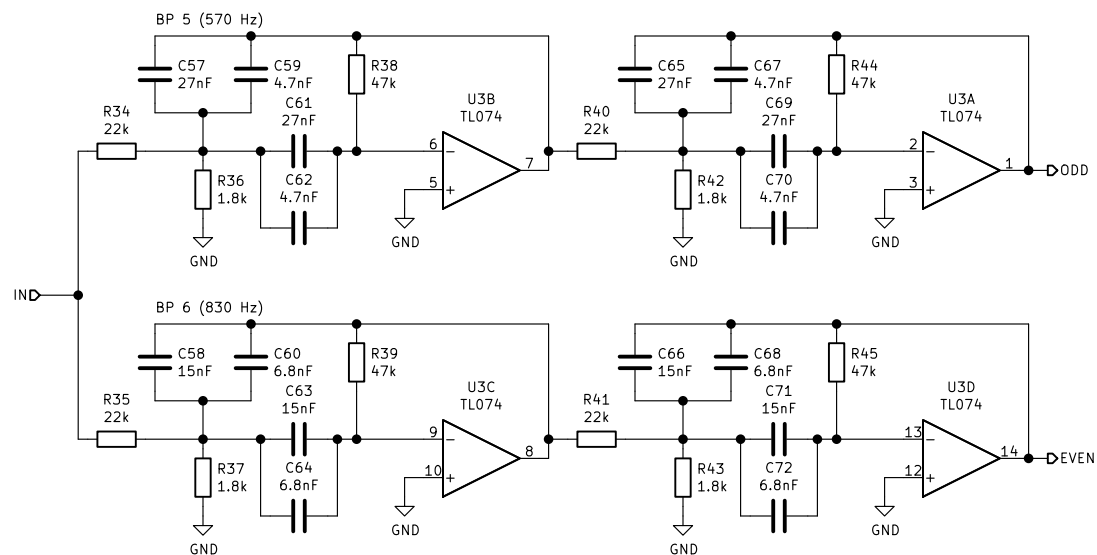 BP 5 (570 Hz)
C57
27nF
C59
4.7nF
R38
47k
C61
27nF
R34
22k
U3B
TL074
6
5
7
R36
1.8k
C62
4.7nF
GND
GND
C65
27nF
C67
4.7nF
R44
47k
C69
27nF
R40
22k
U3A
TL074
2
3
1
ODD
R42
1.8k
C70
4.7nF
GND
GND
IN
BP 6 (830 Hz)
C58
15nF
C60
6.8nF
R39
47k
C63
15nF
R35
22k
U3C
TL074
9
10
8
R37
1.8k
C64
6.8nF
GND
GND
C66
15nF
C68
6.8nF
R45
47k
C71
15nF
R41
22k
U3D
TL074
13
12
14
EVEN
R43
1.8k
C72
6.8nF
GND
GND